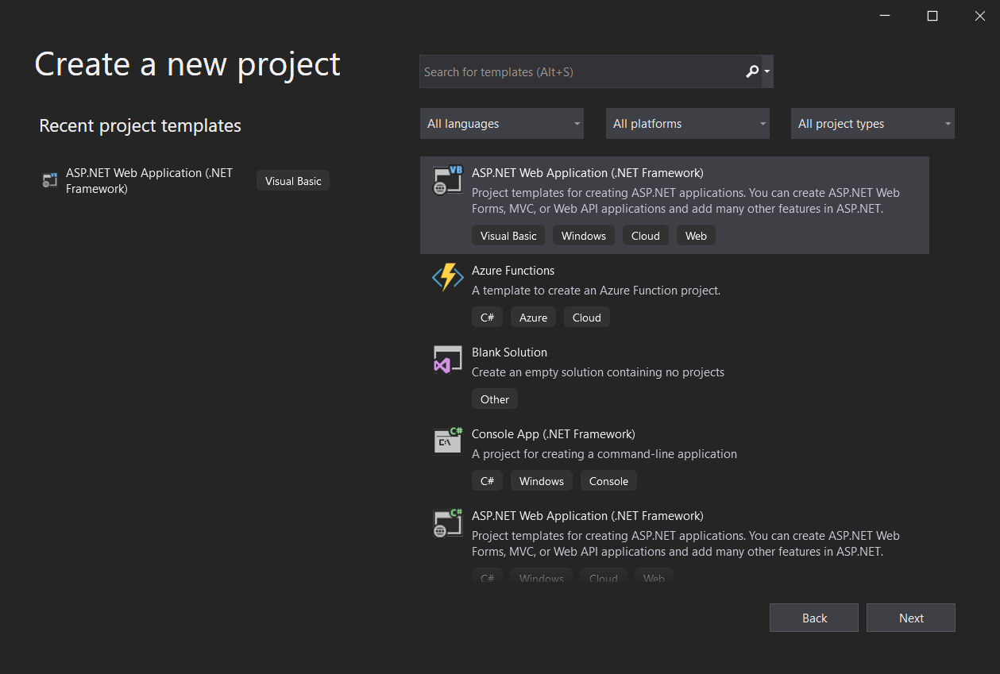 Create a new project
Search for templates (Alt+S)
Recent project templates
All languages
All platforms
All project types
ASP.NET Web Application (.NET
Framework)
Visual Basic
VB
VB
ASP.NET Web Application (.NET Framework)
Project templates for creating ASP.NET applications. You can create ASP.NET Web
Forms, MVC, or Web API applications and add many other features in ASP.NET.
Visual Basic
Windows
Cloud
Web
Azure Functions
A template to create an Azure Function project.
C#
Azure
Cloud
Blank Solution
Create an empty solution containing no projects
Other
C#
C:\
Console App (.NET Framework)
A project for creating a command-line application
C#
Windows
Console
C#
ASP.NET Web Application (.NET Framework)
Project templates for creating ASP.NET applications. You can create ASP.NET Web
Forms, MVC, or Web API applications and add many other features in ASP.NET.
C#
Windows
Cloud
Web
Back
Next